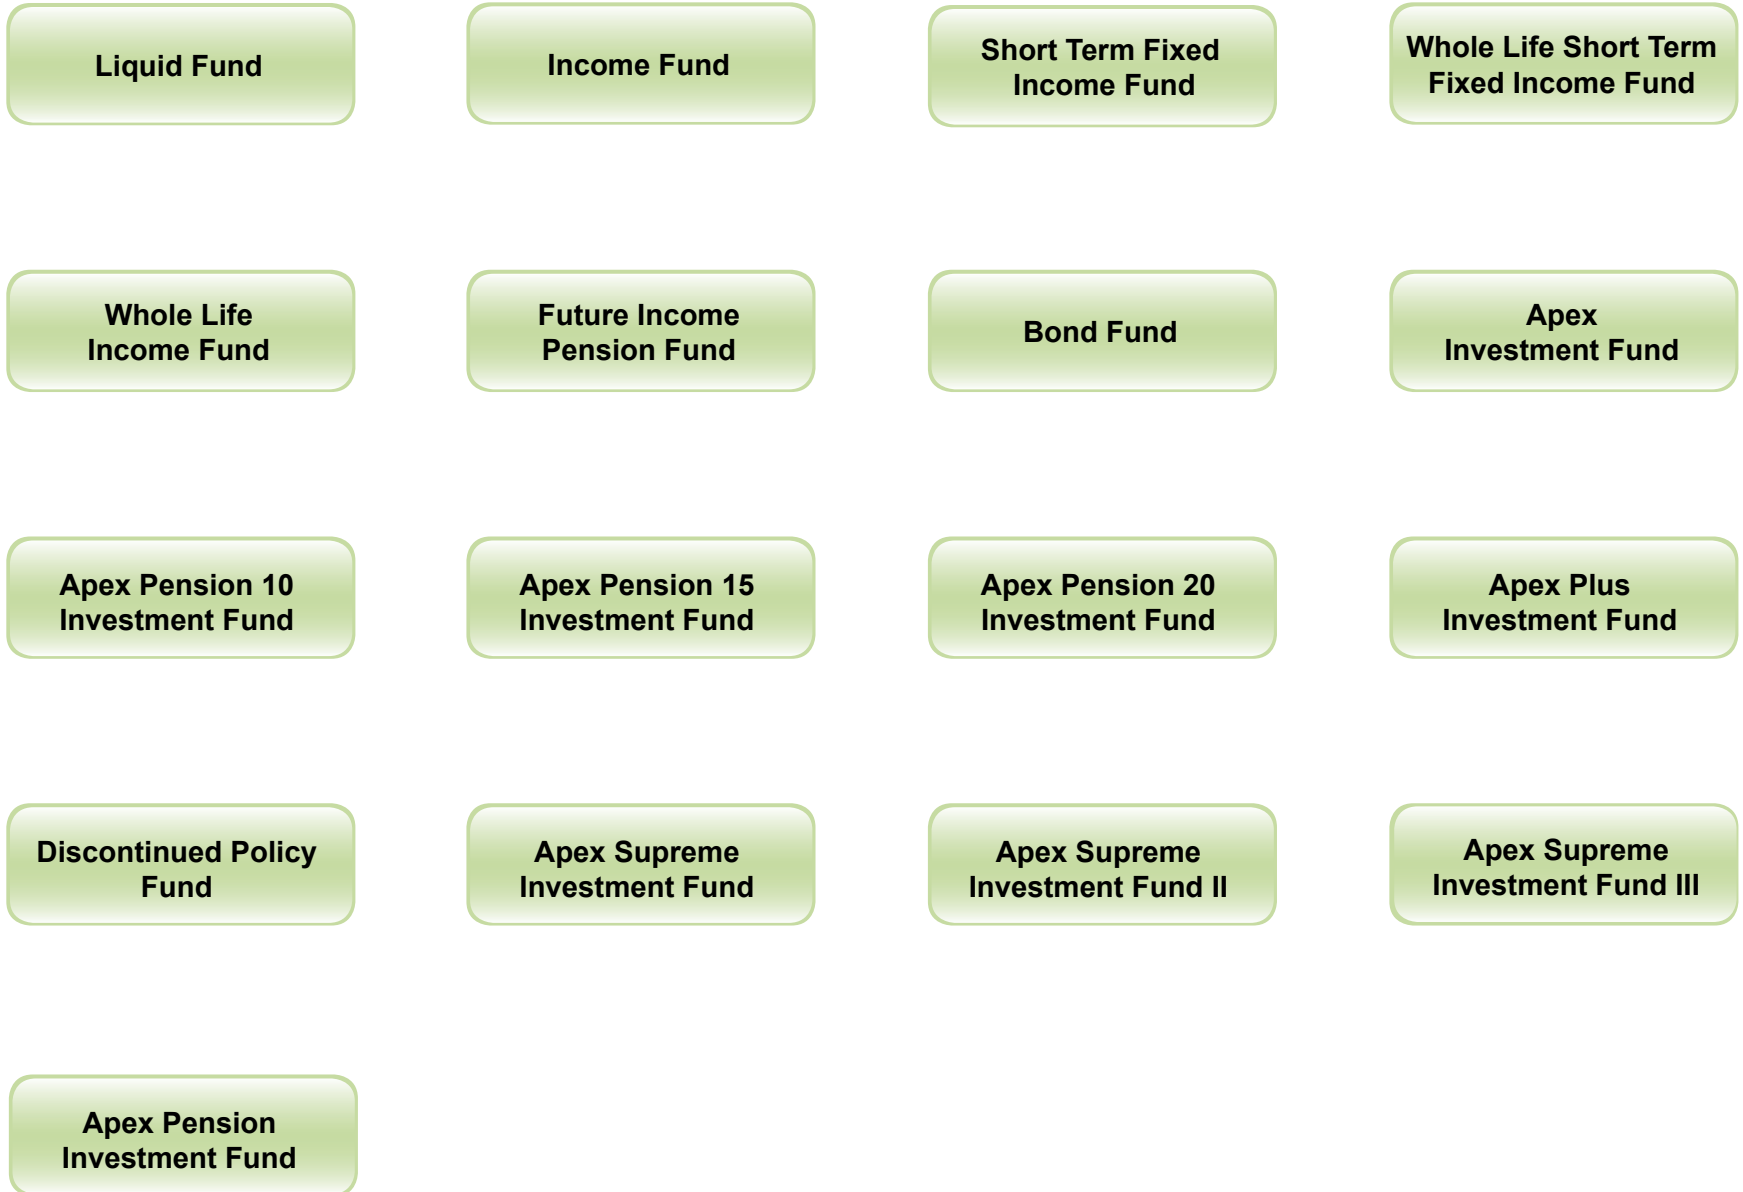 Liquid Fund
Income Fund
Short Term Fixed
Income Fund
Whole Life Short Term
Fixed Income Fund
Whole Life
Income Fund
Future Income
Pension Fund
Bond Fund
Apex
Investment Fund
Apex Pension 10
Investment Fund
Apex Pension 15
Investment Fund
Apex Pension 20
Investment Fund
Apex Plus
Investment Fund
Discontinued Policy
Fund
Apex Supreme
Investment Fund
Apex Supreme
Investment Fund II
Apex Supreme
Investment Fund III
Apex Pension
Investment Fund